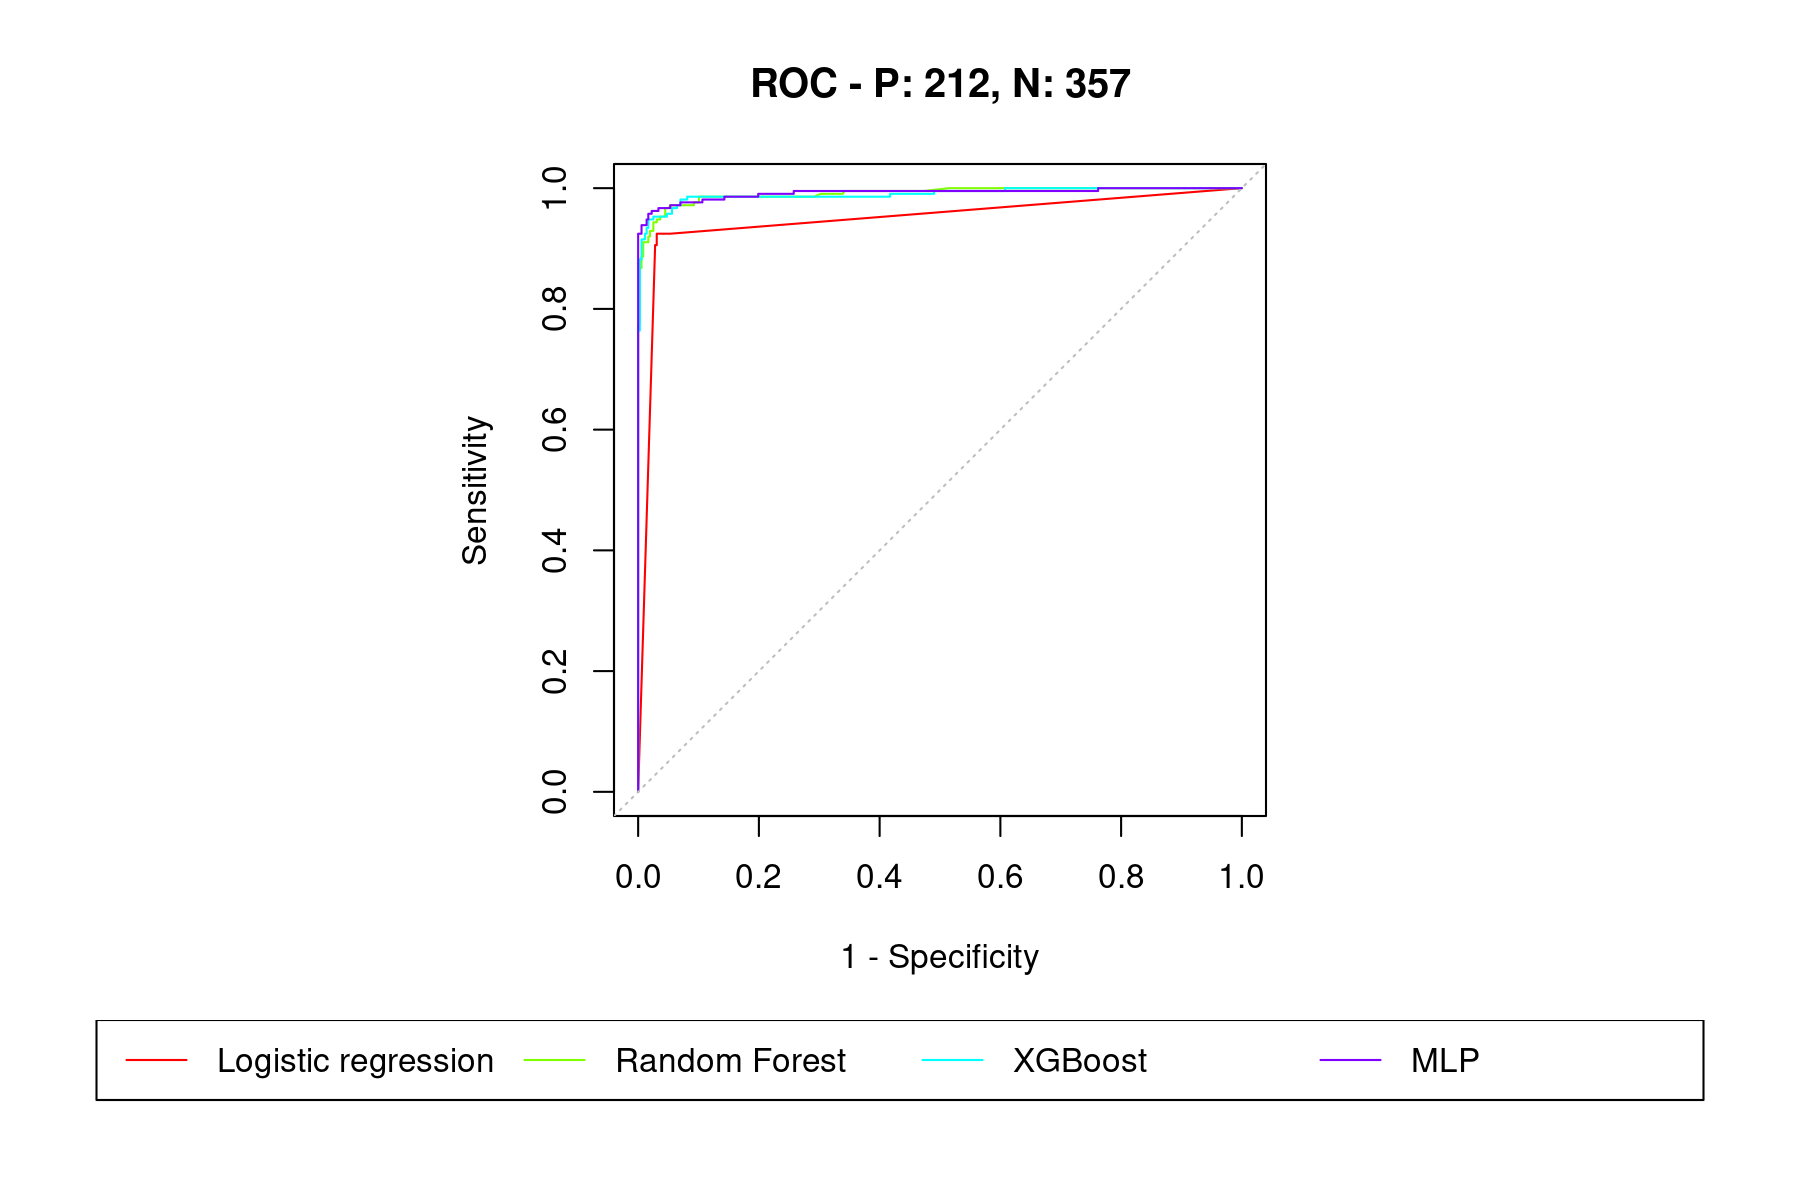 ROC - P: 212, N: 357
Sensitivity
1.0
0.8
0.6
0.4
0.2
0.0
0.0 0.2 0.4 0.6 0.8 1.0
1 - Specificity
Logistic regression Random Forest XGBoost MLP